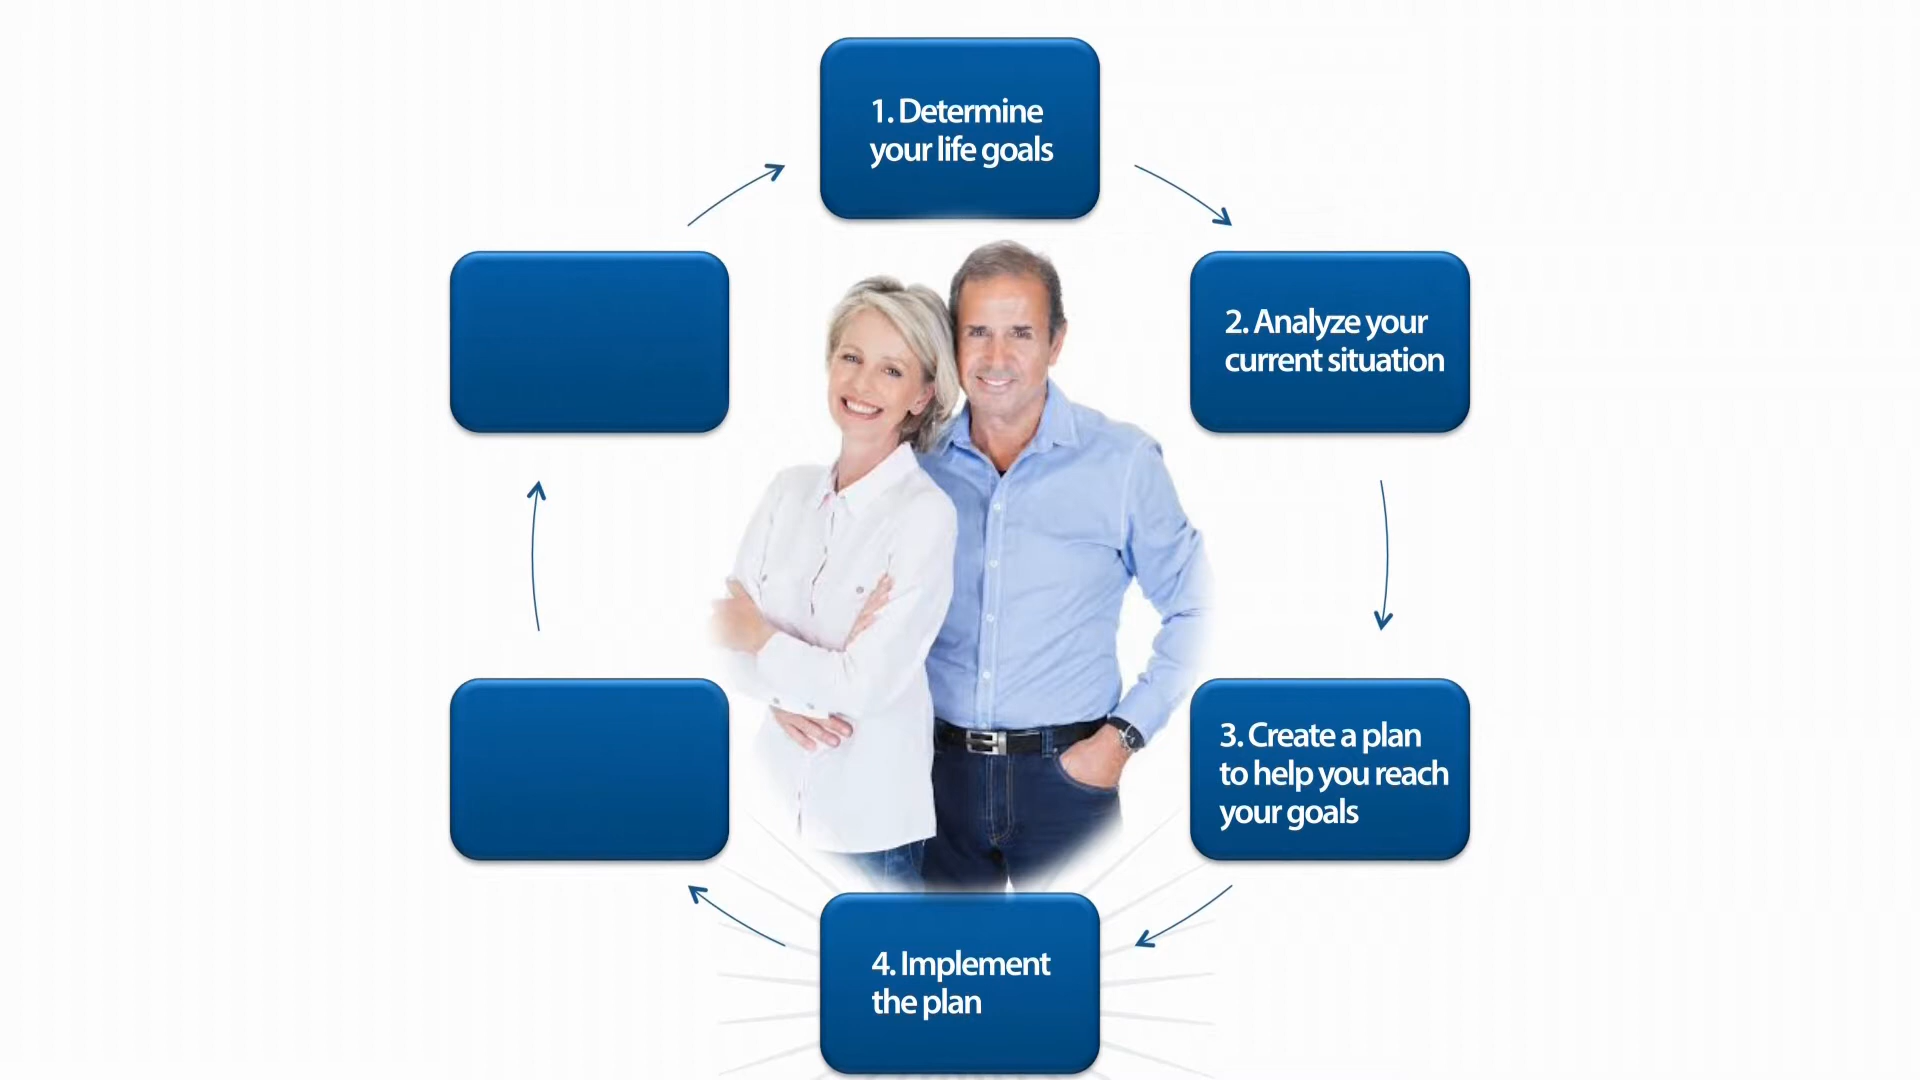 1. Determine
your life goals
2. Analyze your
current situation
3. Create a plan
to help you reach
your goals
4. Implement
the plan